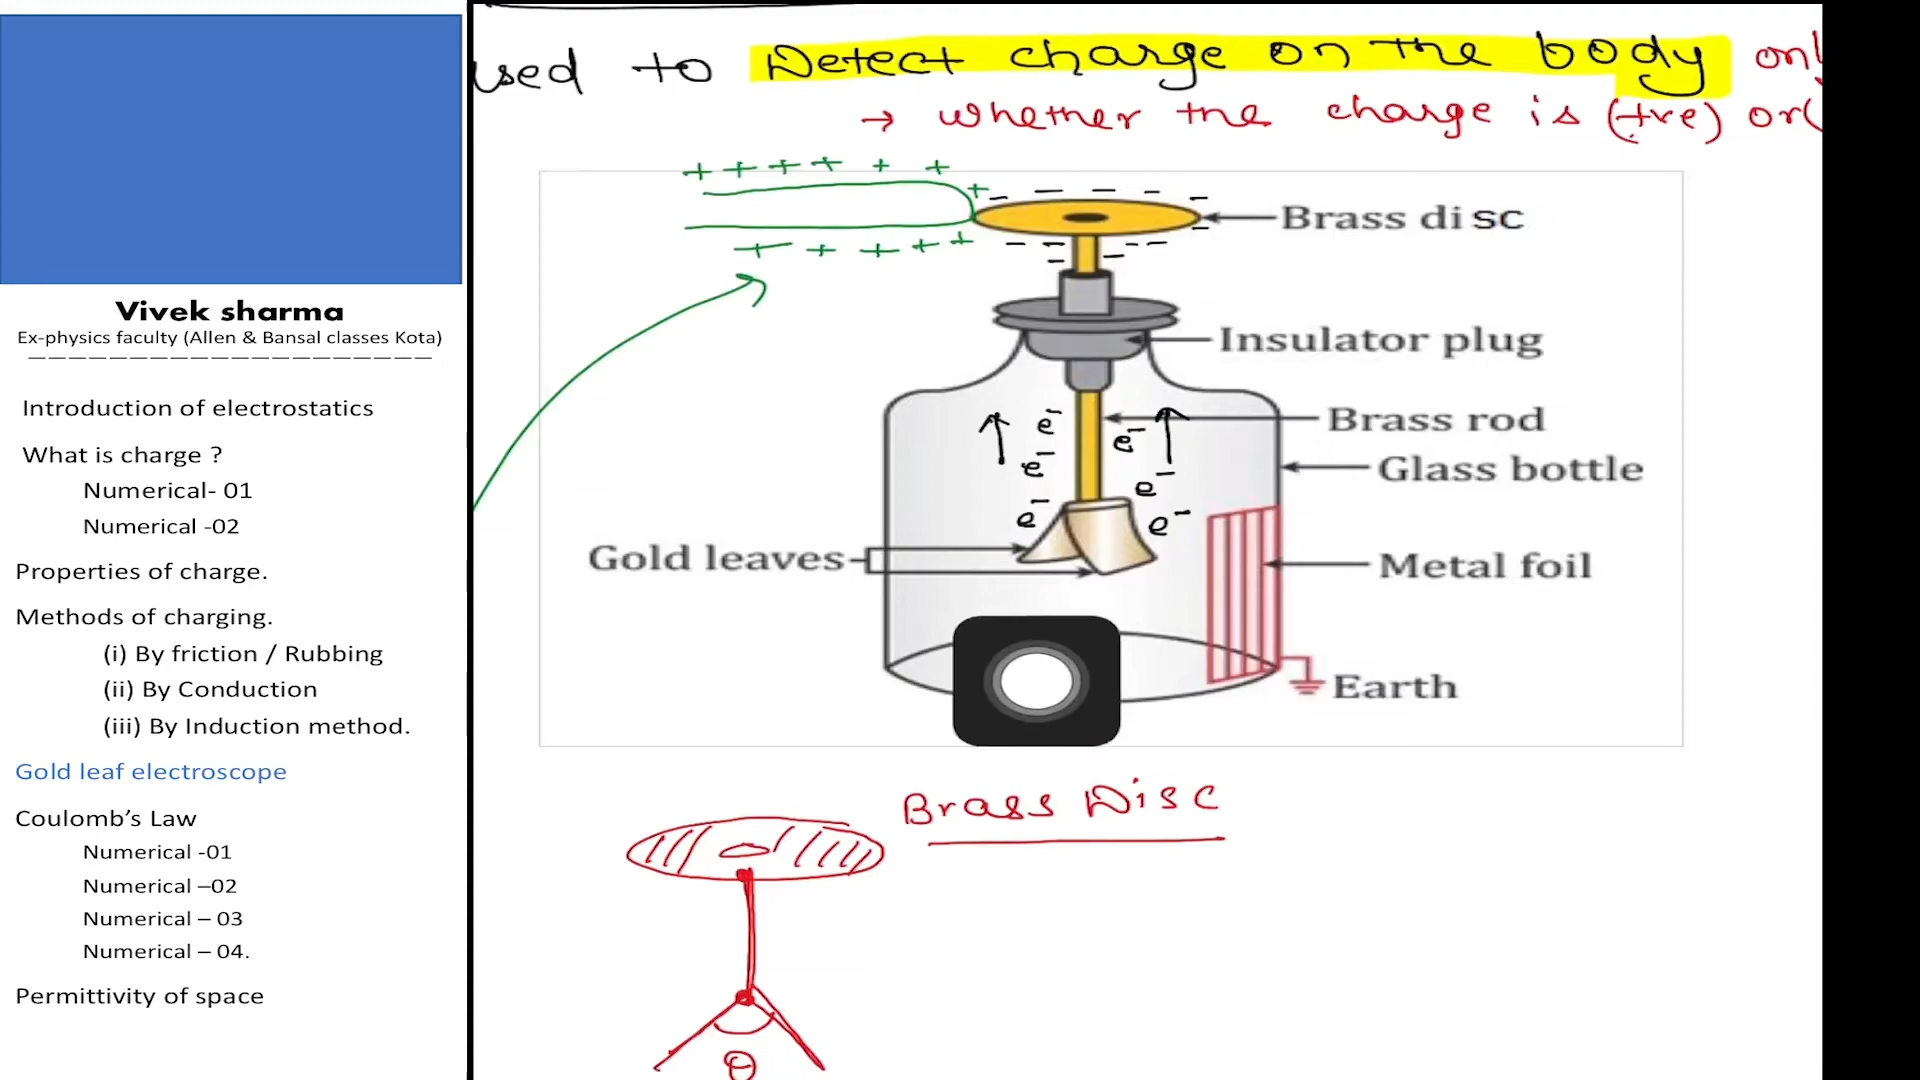 Vivek sharma
Ex-physics faculty (Allen & Bansal classes Kota)
Introduction of electrostatics
What is charge ?
Numerical- 01
Numerical -02
Properties of charge.
Methods of charging.
(i) By friction / Rubbing
(ii) By Conduction
(iii) By Induction method.
Gold leaf electroscope
Coulomb's Law
Numerical -01
Numerical –02
Numerical – 03
Numerical – 04.
Permittivity of space
used to Detect charge on the body only
→ whether the charge is (+ve) or(
+ + + + + + +
- - - - -
Brass disc
+ + + + +
- - - - - - -
Insulator plug
Brass rod
e- e-
Glass bottle
e- e-
e- e-
Gold leaves
Metal foil
Earth
Brass Disc
θ